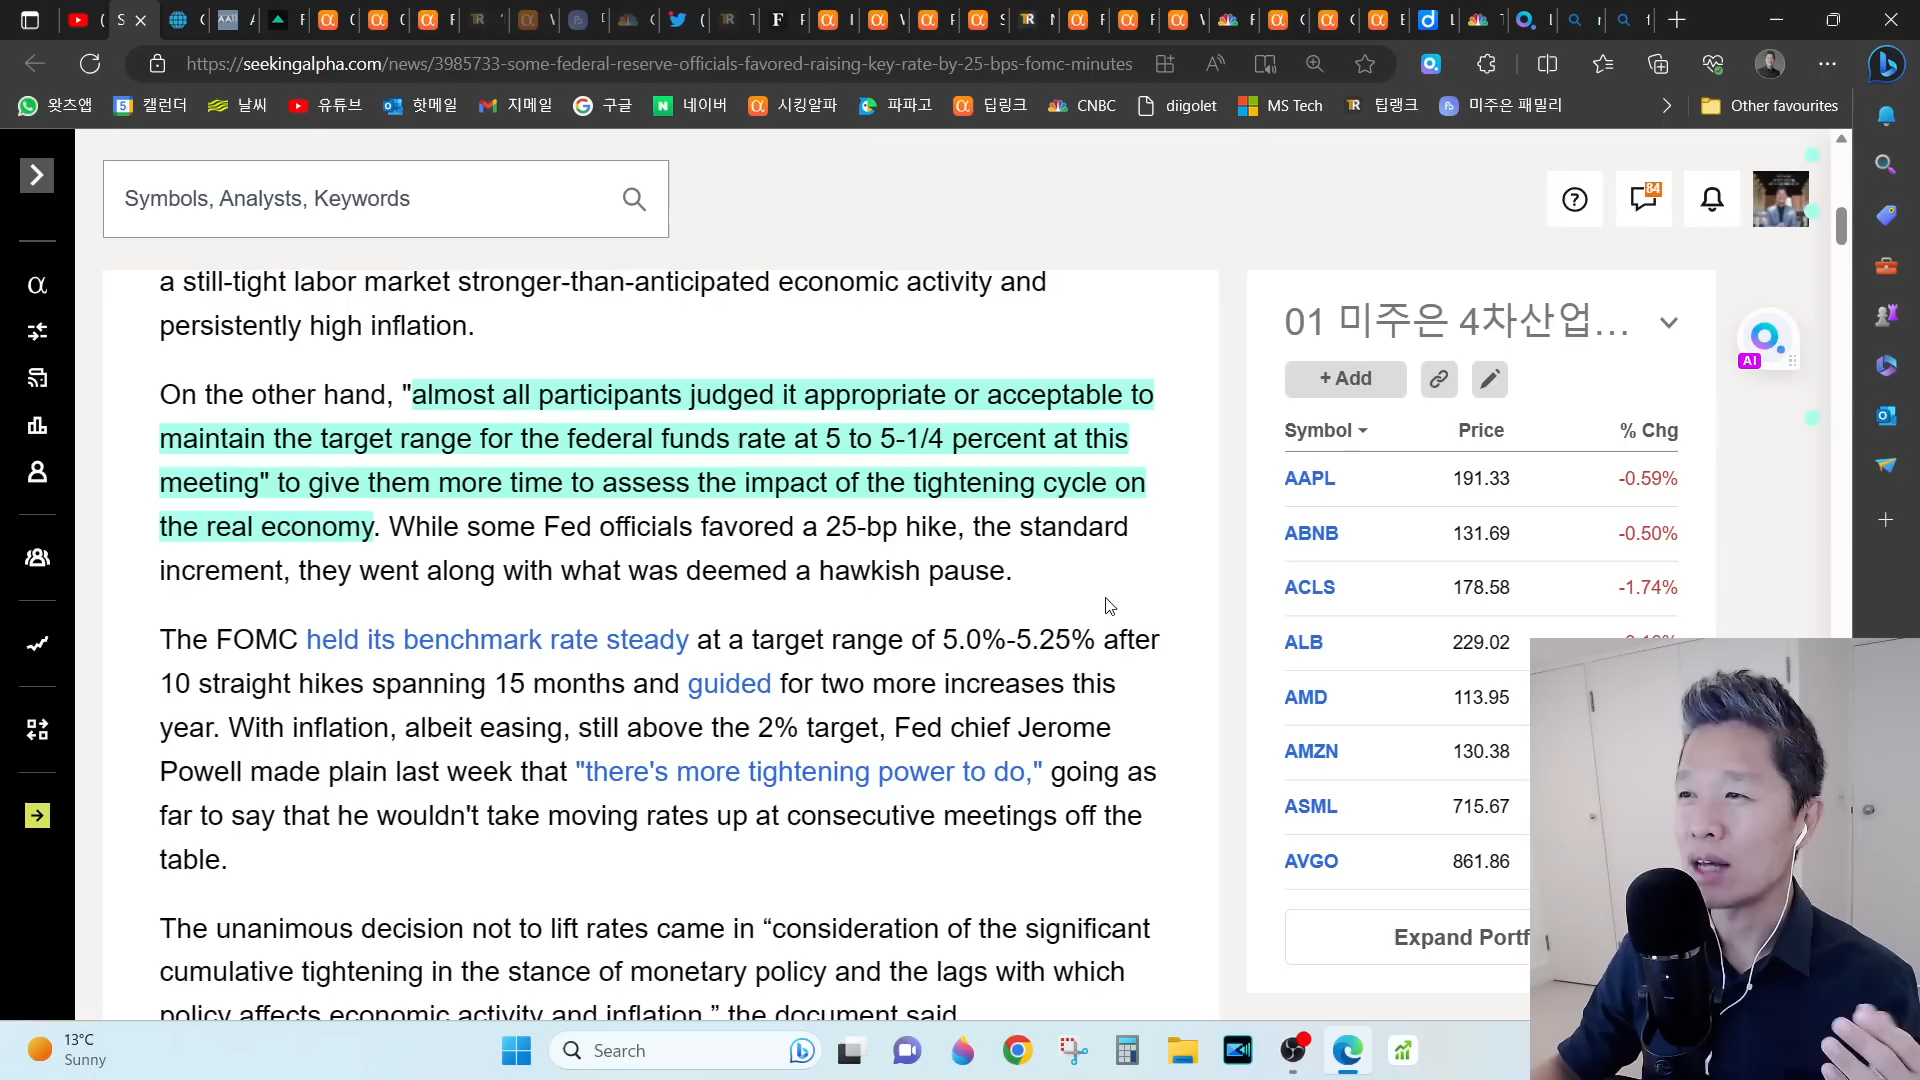 https://seekingalpha.com/news/3985733-some-federal-reserve-officials-favored-raising-key-rate-by-25-bps-fomc-minutes
왓츠앱 캘린더 날씨 유튜브 핫메일 지메일 구글 네이버 시킹알파 파파고 딥링크 CNBC diigolet MS Tech 팁랭크 미주은 패밀리 Other favourites
Symbols, Analysts, Keywords
84
a still-tight labor market stronger-than-anticipated economic activity and
persistently high inflation.
On the other hand, "almost all participants judged it appropriate or acceptable to
maintain the target range for the federal funds rate at 5 to 5-1/4 percent at this
meeting" to give them more time to assess the impact of the tightening cycle on
the real economy. While some Fed officials favored a 25-bp hike, the standard
increment, they went along with what was deemed a hawkish pause.
The FOMC held its benchmark rate steady at a target range of 5.0%-5.25% after
10 straight hikes spanning 15 months and guided for two more increases this
year. With inflation, albeit easing, still above the 2% target, Fed chief Jerome
Powell made plain last week that "there's more tightening power to do," going as
far to say that he wouldn't take moving rates up at consecutive meetings off the
table.
The unanimous decision not to lift rates came in “consideration of the significant
cumulative tightening in the stance of monetary policy and the lags with which
policy affects economic activity and inflation,” the document said.
01 미주은 4차산업...
+ Add
Symbol Price % Chg
AAPL 191.33 -0.59%
ABNB 131.69 -0.50%
ACLS 178.58 -1.74%
ALB 229.02
AMD 113.95
AMZN 130.38
ASML 715.67
AVGO 861.86
Expand Portf
AI
13°C
Sunny
Search